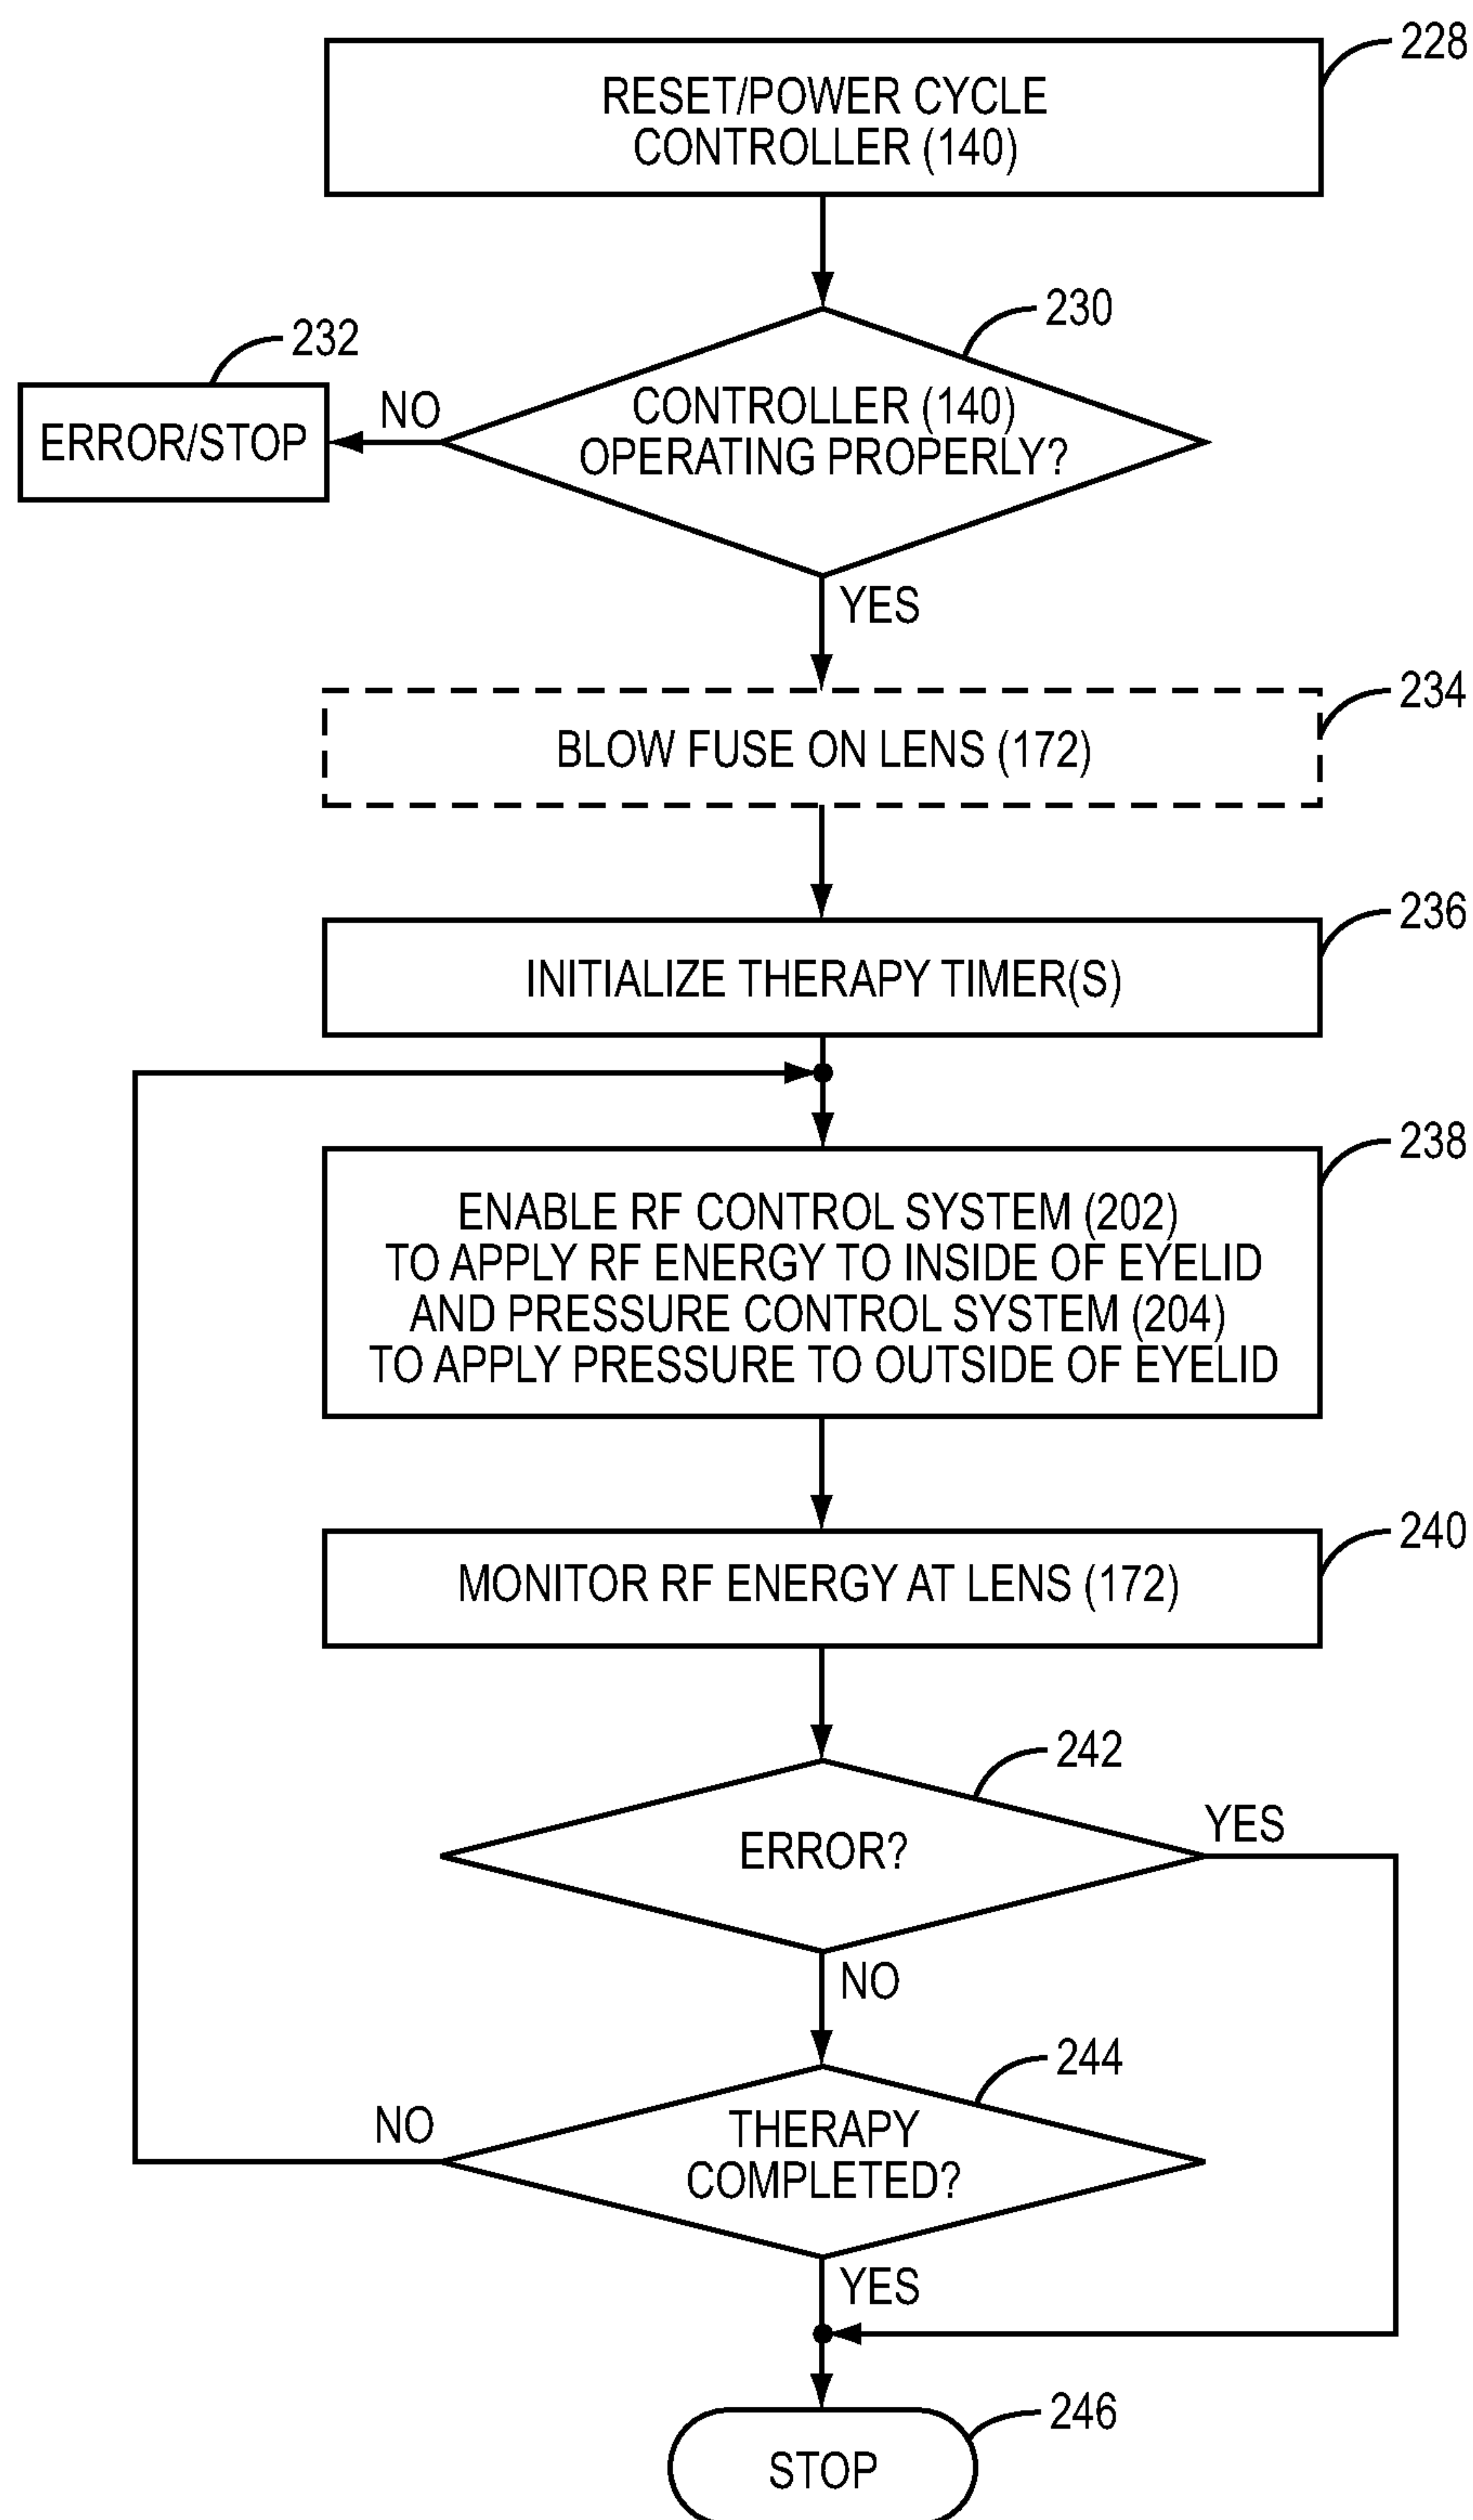 228
RESET/POWER CYCLE
CONTROLLER (140)
230
232
NO
CONTROLLER (140)
OPERATING PROPERLY?
ERROR/STOP
YES
234
BLOW FUSE ON LENS (172)
236
INITIALIZE THERAPY TIMER(S)
238
ENABLE RF CONTROL SYSTEM (202)
TO APPLY RF ENERGY TO INSIDE OF EYELID
AND PRESSURE CONTROL SYSTEM (204)
TO APPLY PRESSURE TO OUTSIDE OF EYELID
240
MONITOR RF ENERGY AT LENS (172)
242
YES
ERROR?
NO
244
NO
THERAPY
COMPLETED?
YES
246
STOP